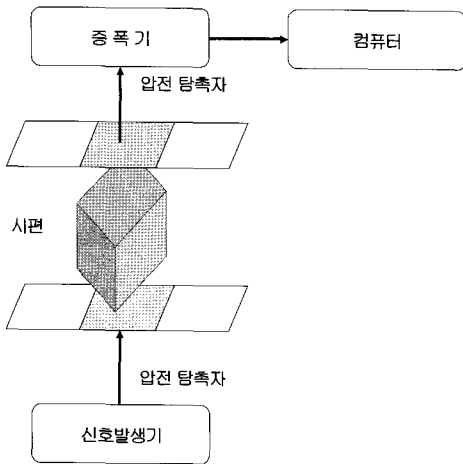 증 폭 기
컴퓨터
압전 탐촉자
시편
압전 탐촉자
신호발생기